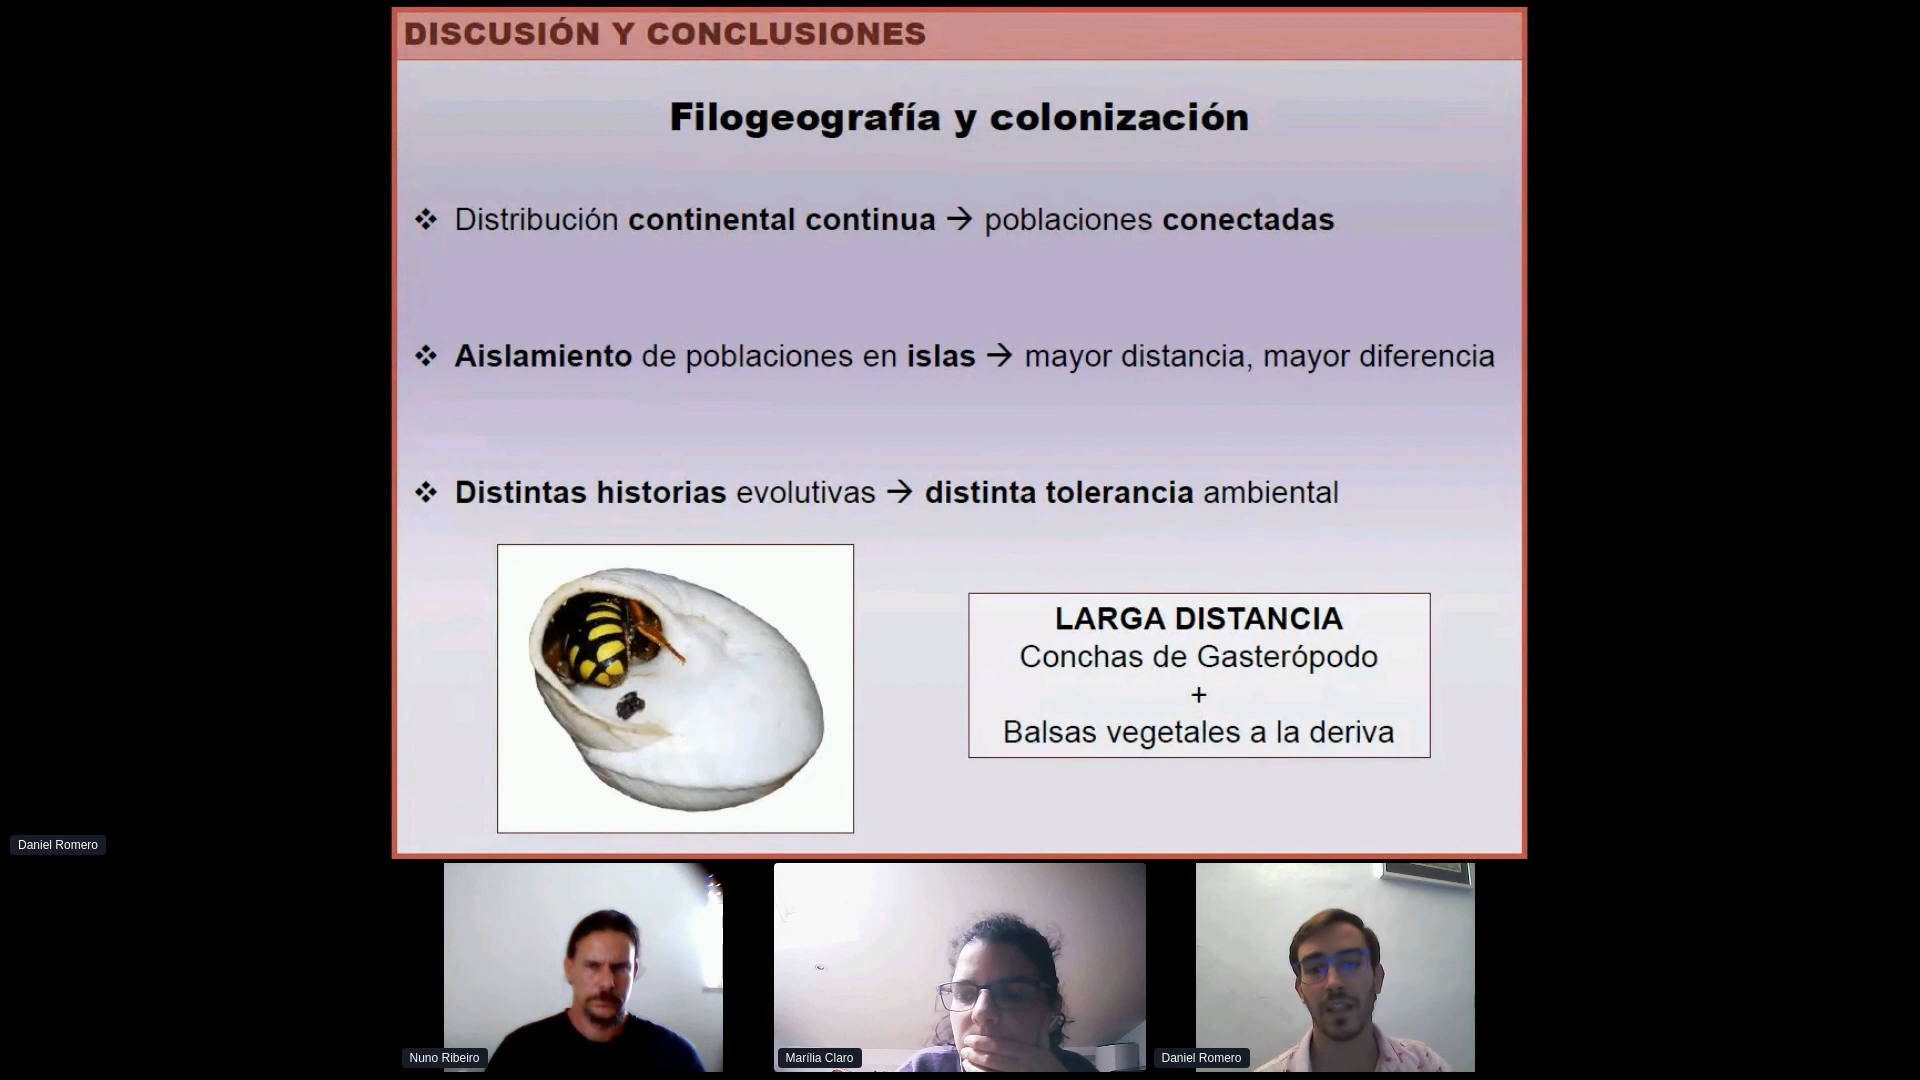 DISCUSIÓN Y CONCLUSIONES
Filogeografía y colonización
❖ Distribución continental continua → poblaciones conectadas
❖ Aislamiento de poblaciones en islas → mayor distancia, mayor diferencia
❖ Distintas historias evolutivas → distinta tolerancia ambiental
LARGA DISTANCIA
Conchas de Gasterópodo
+
Balsas vegetales a la deriva
Daniel Romero
Nuno Ribeiro
Marília Claro
Daniel Romero